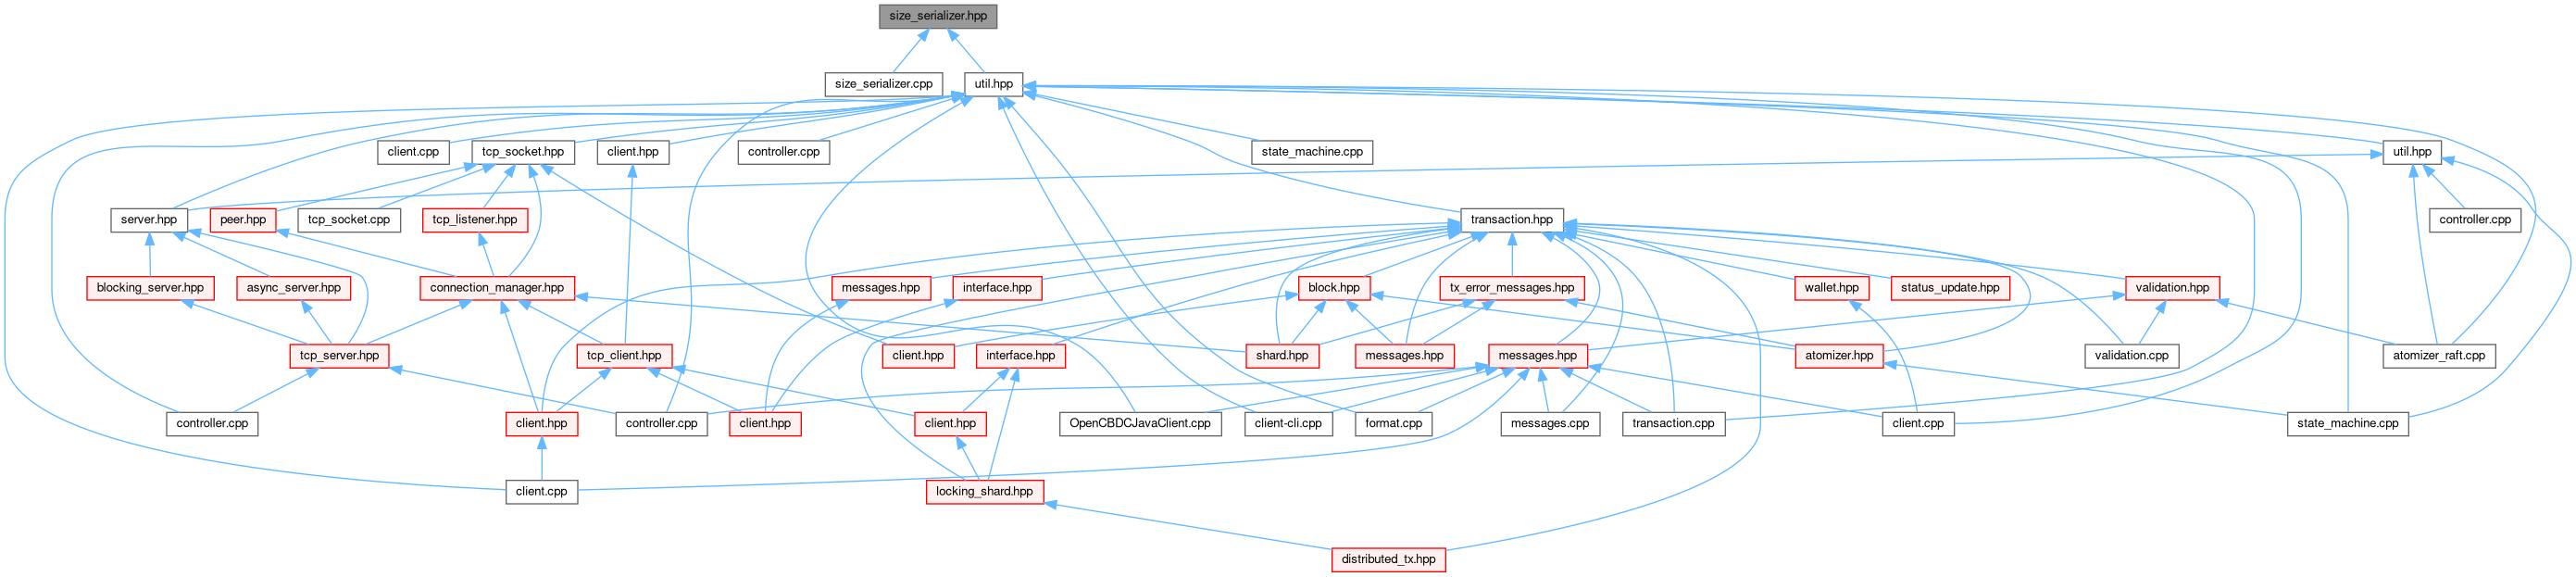 size_serializer.hpp
size_serializer.cpp
util.hpp
client.cpp
tcp_socket.hpp
client.hpp
controller.cpp
state_machine.cpp
util.hpp
server.hpp
peer.hpp
tcp_socket.cpp
tcp_listener.hpp
transaction.hpp
controller.cpp
blocking_server.hpp
async_server.hpp
connection_manager.hpp
messages.hpp
interface.hpp
block.hpp
tx_error_messages.hpp
wallet.hpp
status_update.hpp
validation.hpp
tcp_server.hpp
tcp_client.hpp
client.hpp
interface.hpp
shard.hpp
messages.hpp
messages.hpp
atomizer.hpp
validation.cpp
atomizer_raft.cpp
controller.cpp
client.hpp
controller.cpp
client.hpp
client.hpp
OpenCBDCJavaClient.cpp
client-cli.cpp
format.cpp
messages.cpp
transaction.cpp
client.cpp
state_machine.cpp
client.cpp
locking_shard.hpp
distributed_tx.hpp